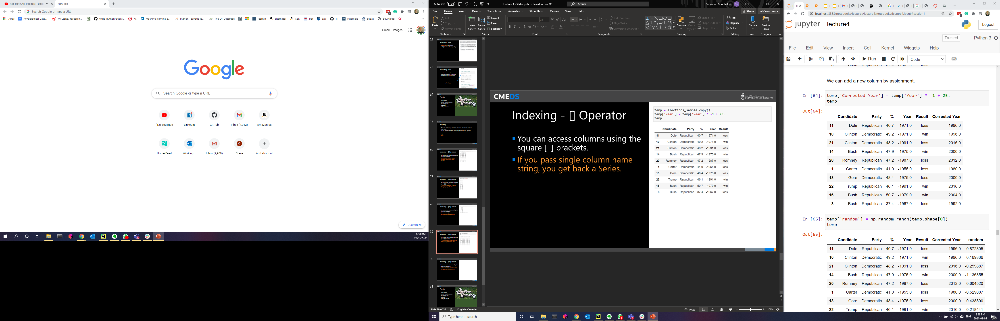 Red Hot Chili Peppers - Dar
New Tab
Search Google or type a URL
Apps
Physiological Data...
McLaskey research...
wfdb-python/peaks...
X5
machine learning e...
python - savefig lo...
The QT Database
learnin
alternator
SSD
pdf
axis
11
resample
sebas
download
Gmail
Images
Google
Search Google or type a URL
(13) YouTube
LinkedIn
GitHub
Inbox (7,912)
Amazon.ca
Home Feed
Working...
Inbox (7,909)
Crave
Add shortcut
Customize
8:38 PM
2021-01-05
AutoSave Off
Lecture 4 - Slides.pptx - Saved to this PC
Search
Sebastian Goodfellow
SG
File Home Insert Design Transitions Animations Slide Show Review View Help
Share
Comments
Paste
Cut
Copy
Format Painter
Clipboard
New Slide
Reuse Slides
Layout
Reset
Section
Slides
Font
Text Direction
Align Text
Convert to SmartArt
Paragraph
Arrange
Quick Styles
Shape Fill
Shape Outline
Shape Effects
Drawing
Find
Replace
Select
Editing
Dictate
Voice
Design Ideas
Designer
22
Importing Data
23
Importing Data
24
Pandas
25
Indexing
26
Indexing - [] Operator
27
Indexing - [] Operator
28
Indexing - [] Operator
29
Indexing - [] Operator
30
Indexing - [] Operator
31
Pandas
CMEDS
Civil & Mineral Engineering
UNIVERSITY OF TORONTO
Indexing - [] Operator
You can access columns using the
square [ ] brackets.
If you pass single column name
string, you get back a Series.
temp = elections_sample.copy()
temp['Year'] = temp['Year'] * -1 + 25.
temp
Candidate Party % Year Result
11 Dole Republican 40.7 -1971.0 loss
10 Clinton Democratic 49.2 -1971.0 win
21 Clinton Democratic 48.2 -1991.0 loss
14 Bush Republican 47.9 -1975.0 win
20 Romney Republican 47.2 -1987.0 loss
1 Carter Democratic 41.0 -1955.0 loss
13 Gore Democratic 48.4 -1975.0 loss
22 Trump Republican 46.1 -1991.0 win
16 Bush Republican 50.7 -1979.0 win
8 Bush Republican 37.4 -1967.0 loss
Slide 29 of 33
English (Canada)
Notes
100%
Type here to search
localhost:8888/notebooks/lectures/lecture4/notebooks/lecture4.ipynb#section1
jupyter lecture4
Logout
Trusted
Python 3
File Edit View Insert Cell Kernel Widgets Help
Run
Code
8 Bush Republican 37.4 -1967.0 loss
We can add a new column by assignment.
In [64]: temp['Corrected Year'] = temp['Year'] * -1 + 25.
temp
Out[64]:
Candidate Party % Year Result Corrected Year
11 Dole Republican 40.7 -1971.0 loss 1996.0
10 Clinton Democratic 49.2 -1971.0 win 1996.0
21 Clinton Democratic 48.2 -1991.0 loss 2016.0
14 Bush Republican 47.9 -1975.0 win 2000.0
20 Romney Republican 47.2 -1987.0 loss 2012.0
1 Carter Democratic 41.0 -1955.0 loss 1980.0
13 Gore Democratic 48.4 -1975.0 loss 2000.0
22 Trump Republican 46.1 -1991.0 win 2016.0
16 Bush Republican 50.7 -1979.0 win 2004.0
8 Bush Republican 37.4 -1967.0 loss 1992.0
In [65]: temp['random'] = np.random.randn(temp.shape[0])
temp
Out[65]:
Candidate Party % Year Result Corrected Year random
11 Dole Republican 40.7 -1971.0 loss 1996.0 0.872305
10 Clinton Democratic 49.2 -1971.0 win 1996.0 -0.169836
21 Clinton Democratic 48.2 -1991.0 loss 2016.0 -0.259887
14 Bush Republican 47.9 -1975.0 win 2000.0 -1.136355
20 Romney Republican 47.2 -1987.0 loss 2012.0 0.604520
1 Carter Democratic 41.0 -1955.0 loss 1980.0 -0.529087
13 Gore Democratic 48.4 -1975.0 loss 2000.0 0.438890
22 Trump Republican 46.1 -1991.0 win 2016.0 -0.218441
ENG
8:38 PM
2021-01-05